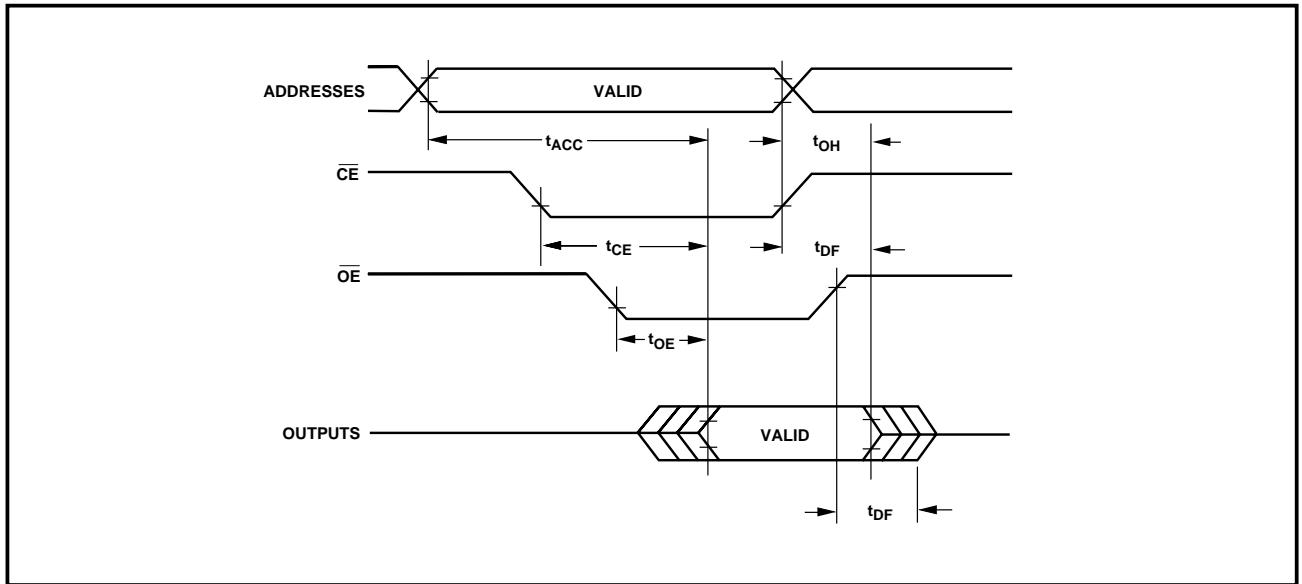 ADDRESSES
VALID
tACC
tOH
CE
tCE
tDF
OE
tOE
OUTPUTS
VALID
tDF